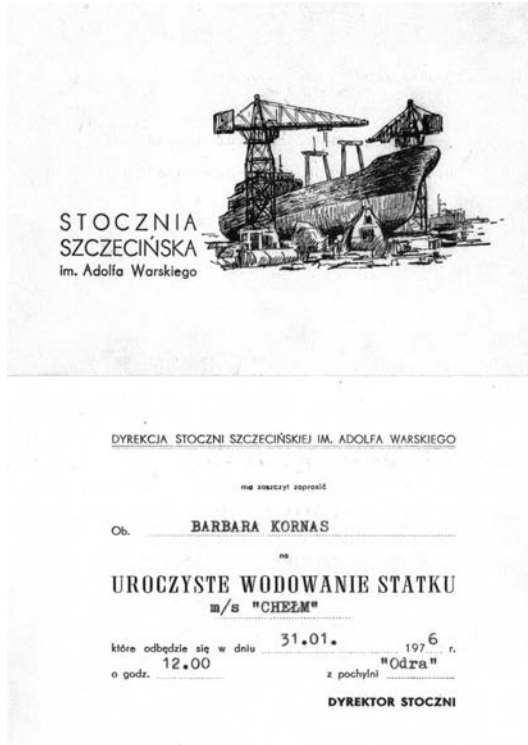 STOCZNIA
SZCZECIŃSKA
im. Adolfa Warskiego
DYREKCJA STOCZNI SZCZECIŃSKIEJ IM. ADOLFA WARSKIEGO
ma zaszczyt zaprosić
Ob. BARBARA KORNAS
na
UROCZYSTE WODOWANIE STATKU
m/s "CHEŁM"
które odbędzie się w dniu 31.01. 1976 r.
o godz. 12.00 z pochylni "Odra"
DYREKTOR STOCZNI